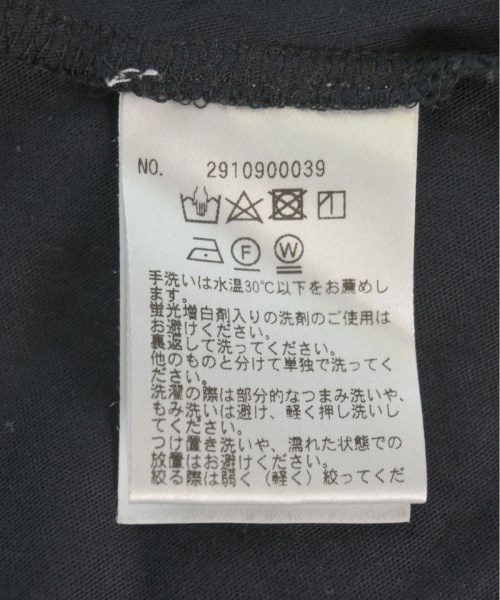 NO. 2910900039
F W
手洗いは水温30℃以下をお薦めし
ます。
蛍光増白剤入りの洗剤のご使用は
お避けください。
裏返して洗ってください。
他のものと分けて単独で洗ってく
ださい。
洗濯の際は部分的なつまみ洗いや、
もみ洗いは避け、軽く押し洗いし
てください。
つけ置き洗いや、濡れた状態での
放置はお避けください。
絞る際は弱く（軽く）絞ってくだ